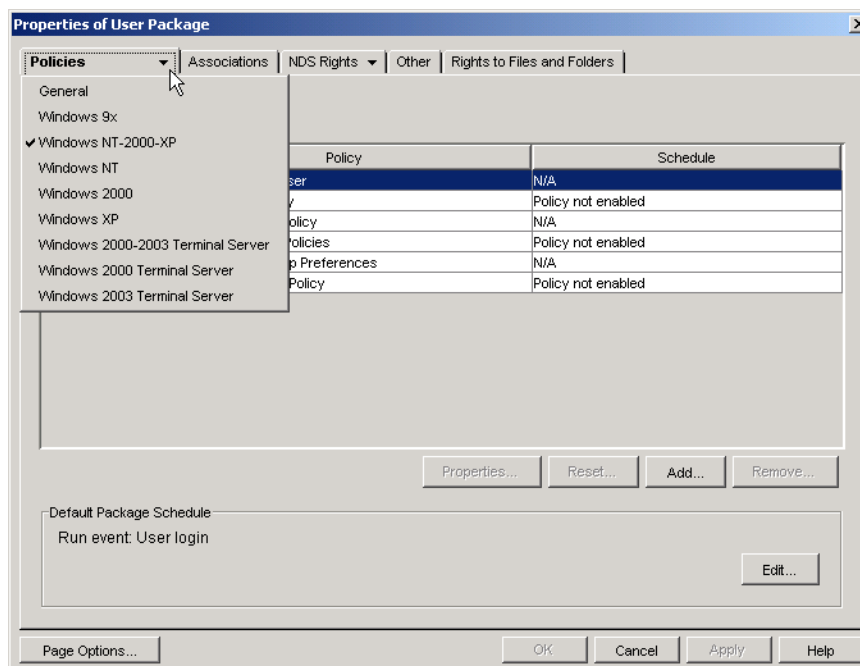 Properties of User Package
Policies Associations NDS Rights Other Rights to Files and Folders
General
Windows 9x
Windows NT-2000-XP
Windows NT
Windows 2000
Windows XP
Windows 2000-2003 Terminal Server
Windows 2000 Terminal Server
Windows 2003 Terminal Server
Policy Schedule
N/A
Policy not enabled
N/A
Policies Policy not enabled
Preferences N/A
Policy Policy not enabled
Properties... Reset... Add... Remove...
Default Package Schedule
Run event: User login
Edit...
Page Options... OK Cancel Apply Help